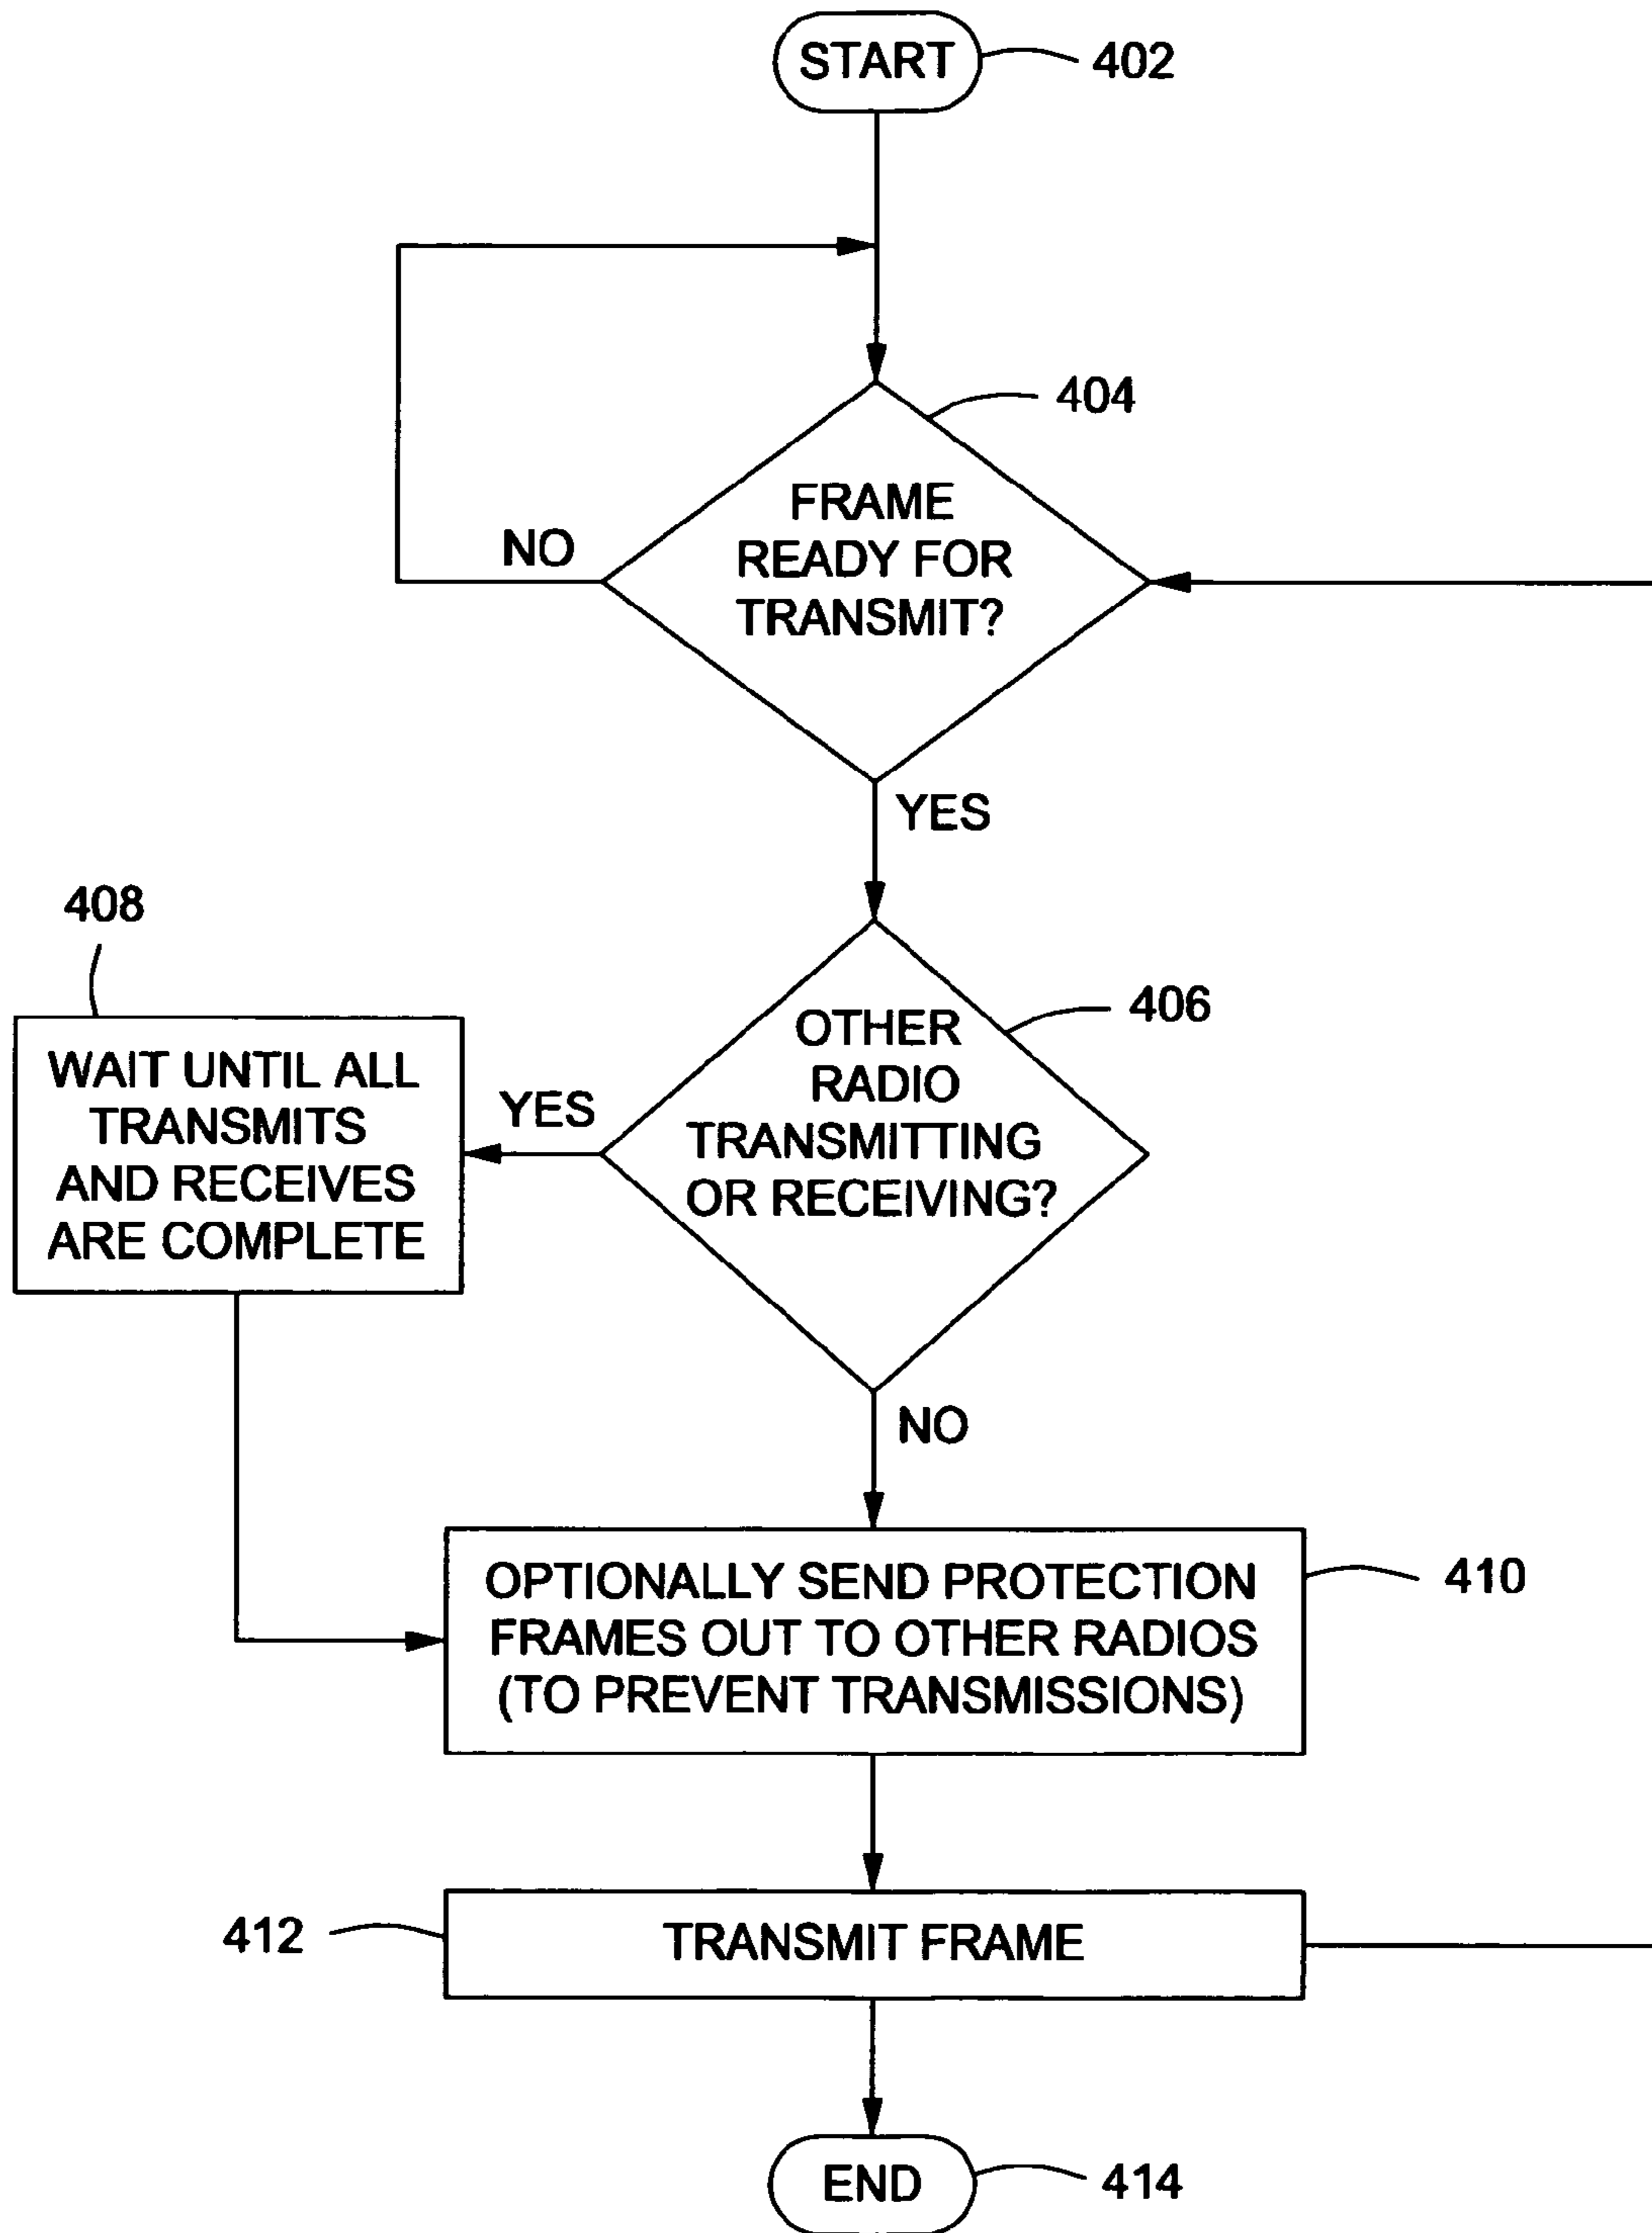 START
402
404
FRAME
READY FOR
TRANSMIT?
NO
YES
408
406
OTHER
RADIO
TRANSMITTING
OR RECEIVING?
WAIT UNTIL ALL
TRANSMITS
AND RECEIVES
ARE COMPLETE
YES
NO
OPTIONALLY SEND PROTECTION
FRAMES OUT TO OTHER RADIOS
(TO PREVENT TRANSMISSIONS)
410
412
TRANSMIT FRAME
END
414